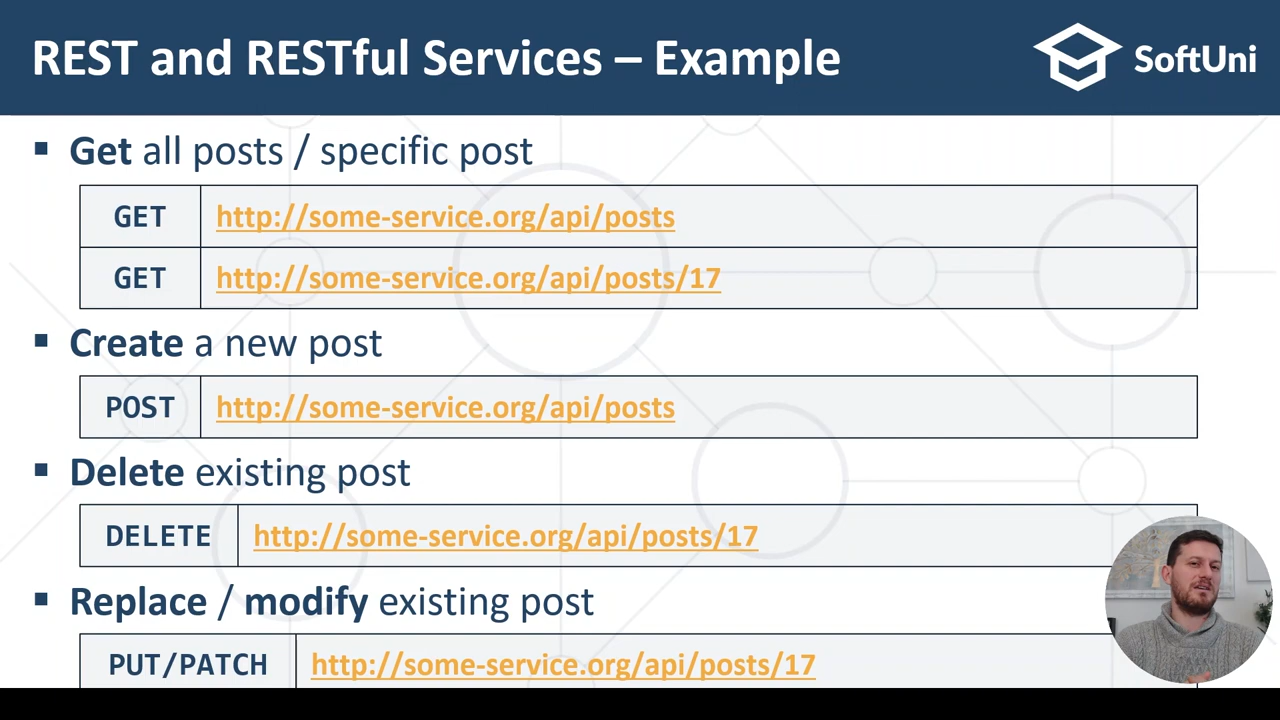 REST and RESTful Services – Example
SoftUni
▪ Get all posts / specific post
GET http://some-service.org/api/posts
GET http://some-service.org/api/posts/17
▪ Create a new post
POST http://some-service.org/api/posts
▪ Delete existing post
DELETE http://some-service.org/api/posts/17
▪ Replace / modify existing post
PUT/PATCH http://some-service.org/api/posts/17